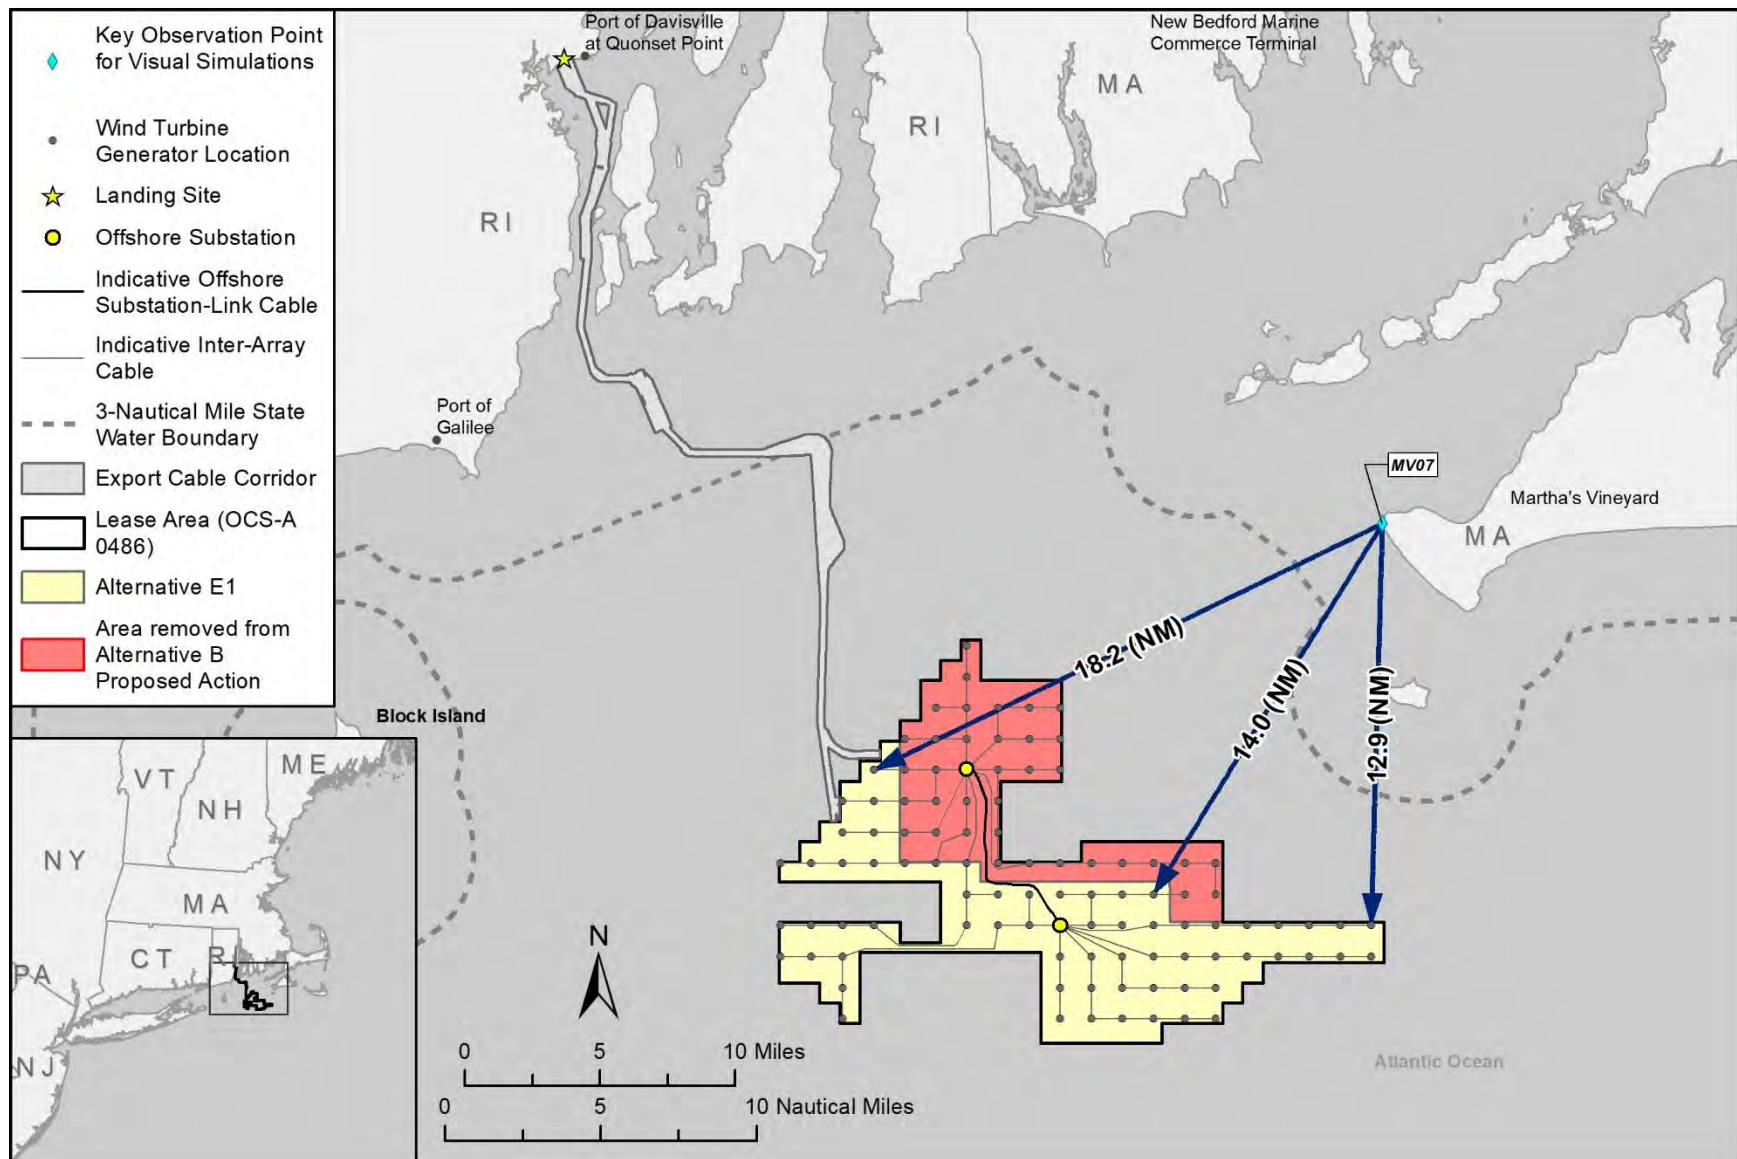 Key Observation Point
for Visual Simulations
Wind Turbine
Generator Location
Landing Site
Offshore Substation
Indicative Offshore
Substation-Link Cable
Indicative Inter-Array
Cable
3-Nautical Mile State
Water Boundary
Export Cable Corridor
Lease Area (OCS-A
0486)
Alternative E1
Area removed from
Alternative B
Proposed Action
Port of Davisville
at Quonset Point
New Bedford Marine
Commerce Terminal
MA
RI
RI
Port of
Galilee
MV07
Martha's Vineyard
MA
18.2 (NM)
14.0 (NM)
12.9 (NM)
Block Island
VT
ME
NH
NY
MA
CT
RI
PA
NJ
N
0 5 10 Miles
0 5 10 Nautical Miles
Atlantic Ocean